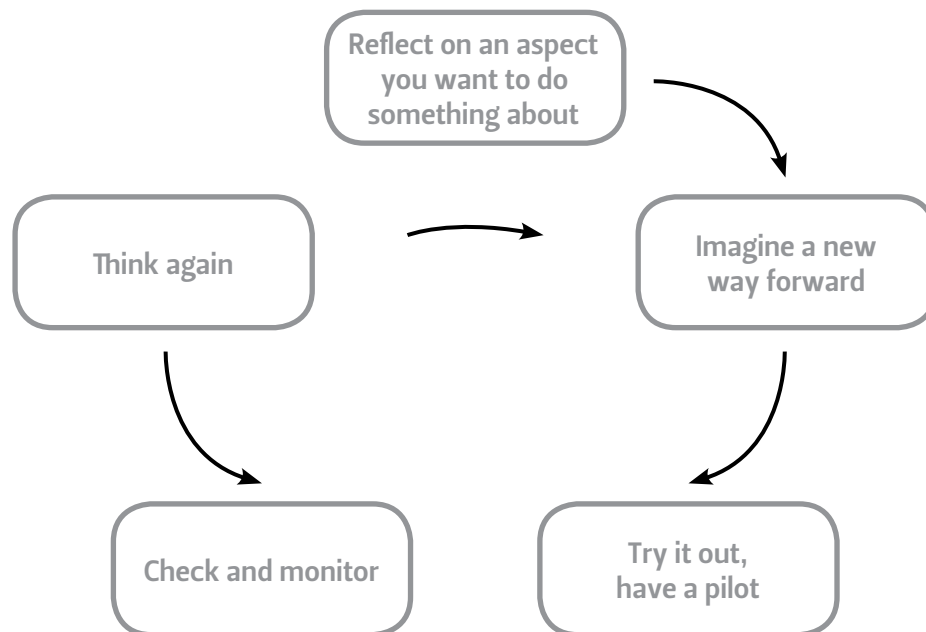 Reflect on an aspect
you want to do
something about
Think again
Imagine a new
way forward
Check and monitor
Try it out,
have a pilot